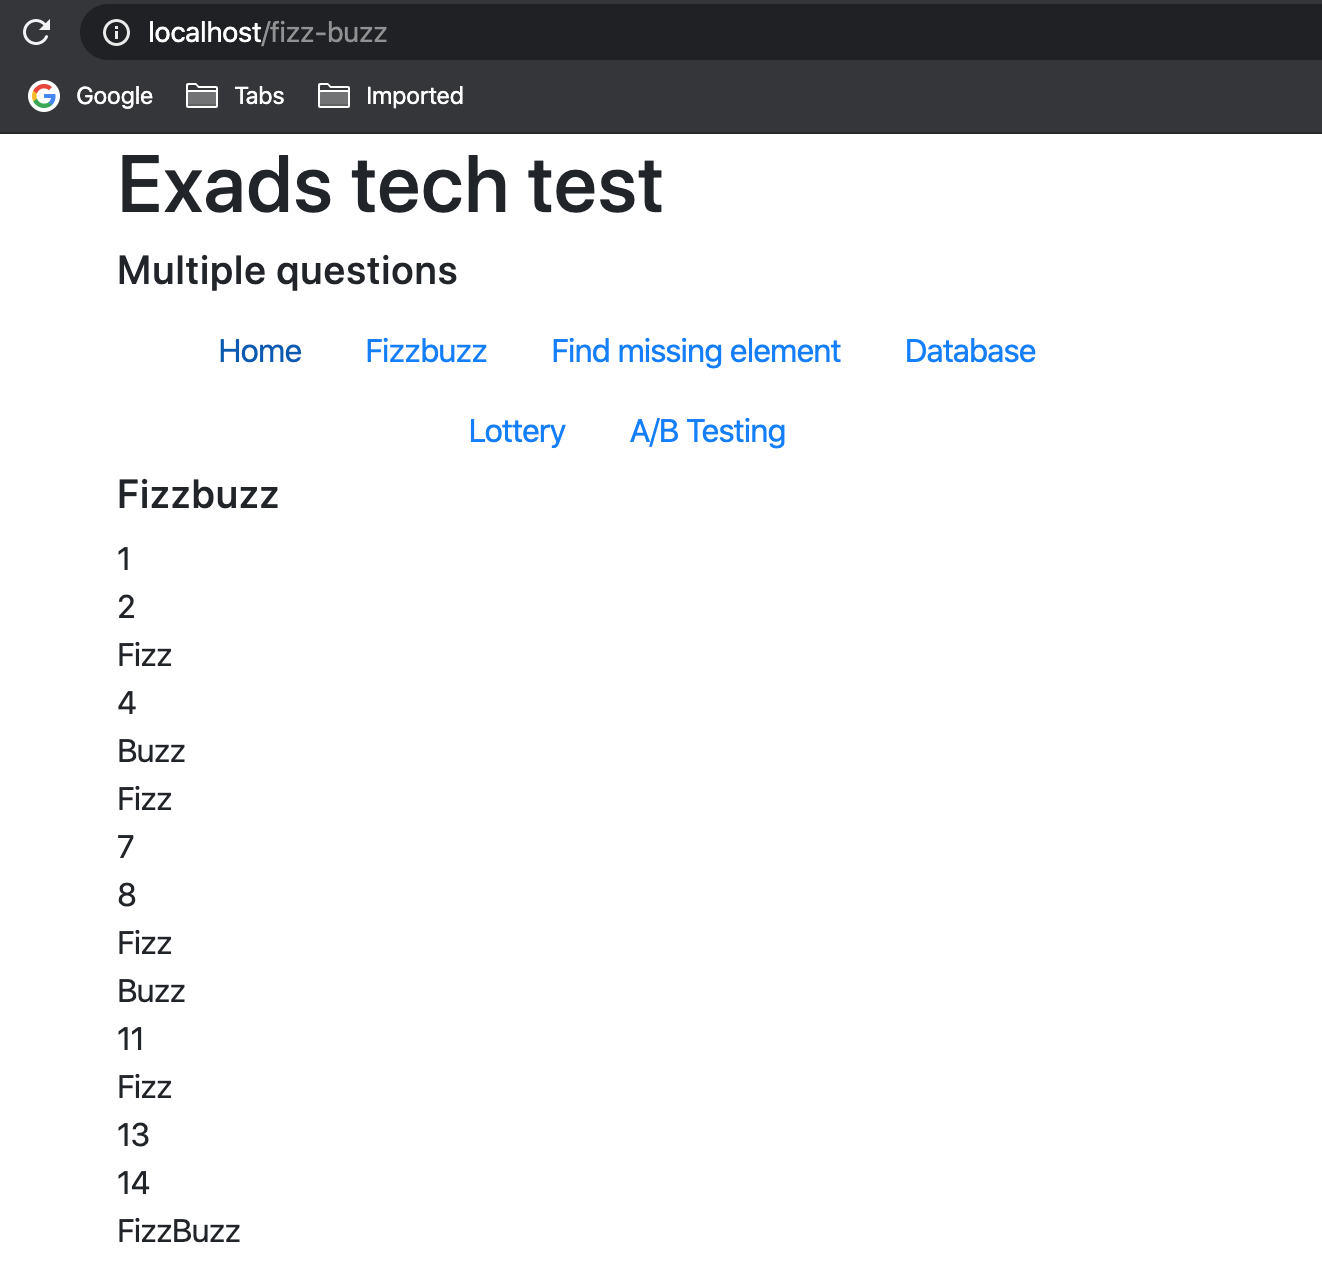 localhost/fizz-buzz
Google Tabs Imported
Exads tech test
Multiple questions
Home Fizzbuzz Find missing element Database
Lottery A/B Testing
Fizzbuzz
1
2
Fizz
4
Buzz
Fizz
7
8
Fizz
Buzz
11
Fizz
13
14
FizzBuzz